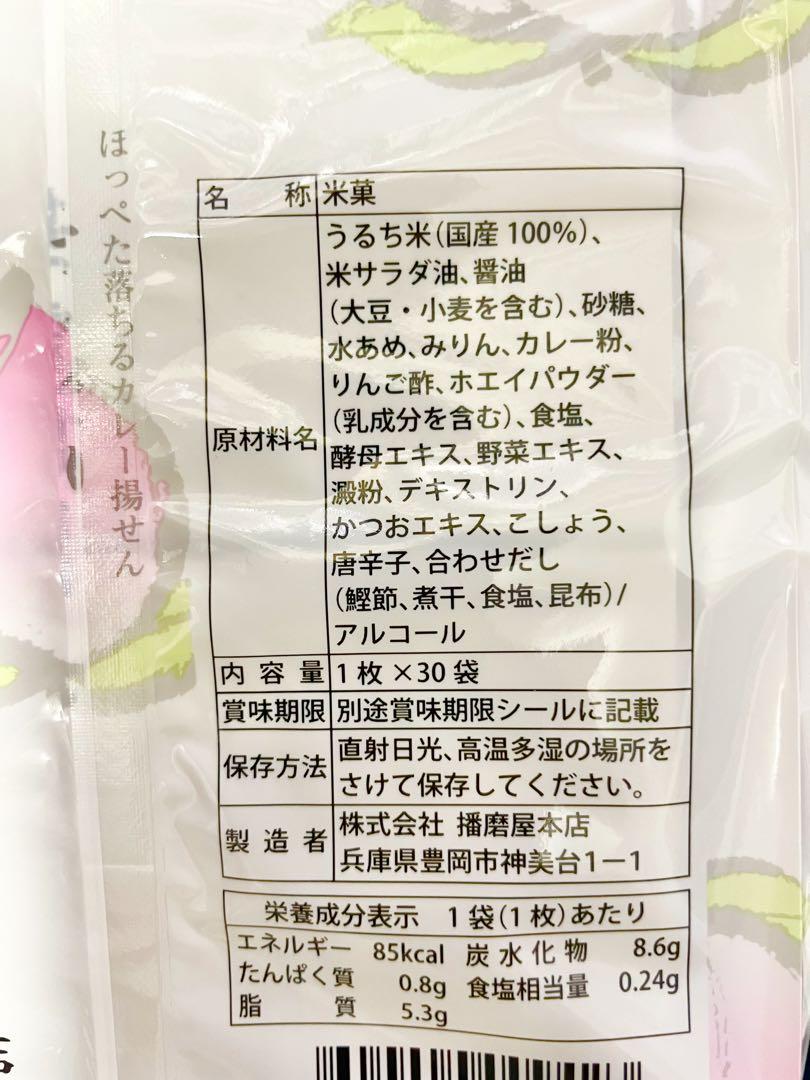 ほっぺた落ちるカレー揚せん
名　称 米菓
原材料名
うるち米(国産 100%)、
米サラダ油、醤油
(大豆・小麦を含む)、砂糖、
水あめ、みりん、カレー粉、
りんご酢、ホエイパウダー
(乳成分を含む)、食塩、
酵母エキス、野菜エキス、
澱粉、デキストリン、
かつおエキス、こしょう、
唐辛子、合わせだし
(鰹節、煮干、食塩、昆布)/
アルコール
内容量 1枚×30袋
賞味期限 別途賞味期限シールに記載
保存方法
直射日光、高温多湿の場所を
さけて保存してください。
製造者
株式会社 播磨屋本店
兵庫県豊岡市神美台1ー1
栄養成分表示　1袋(1枚)あたり
エネルギー 85kcal 炭水化物 8.6g
たんぱく質 0.8g 食塩相当量 0.24g
脂質 5.3g